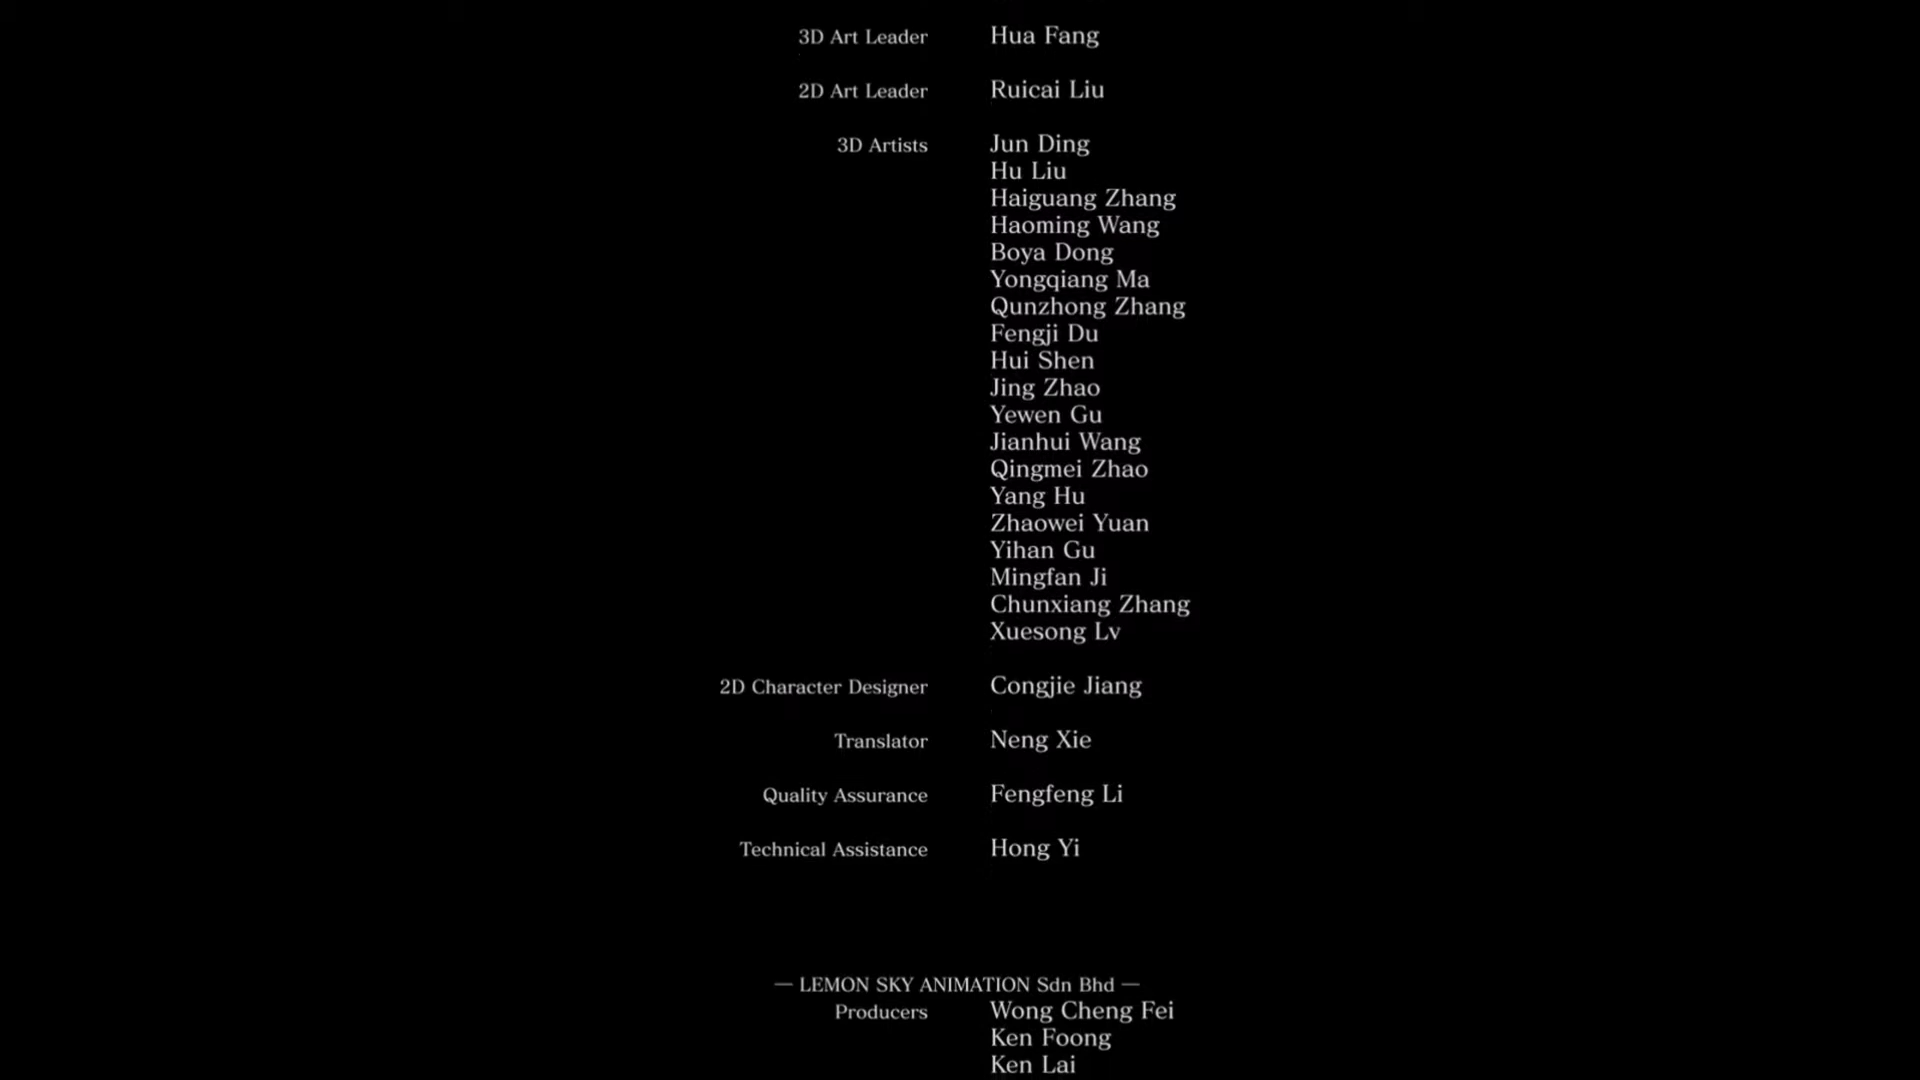 3D Art Leader Hua Fang
2D Art Leader Ruicai Liu
3D Artists Jun Ding
Hu Liu
Haiguang Zhang
Haoming Wang
Boya Dong
Yongqiang Ma
Qunzhong Zhang
Fengji Du
Hui Shen
Jing Zhao
Yewen Gu
Jianhui Wang
Qingmei Zhao
Yang Hu
Zhaowei Yuan
Yihan Gu
Mingfan Ji
Chunxiang Zhang
Xuesong Lv
2D Character Designer Congjie Jiang
Translator Neng Xie
Quality Assurance Fengfeng Li
Technical Assistance Hong Yi
— LEMON SKY ANIMATION Sdn Bhd —
Producers Wong Cheng Fei
Ken Foong
Ken Lai